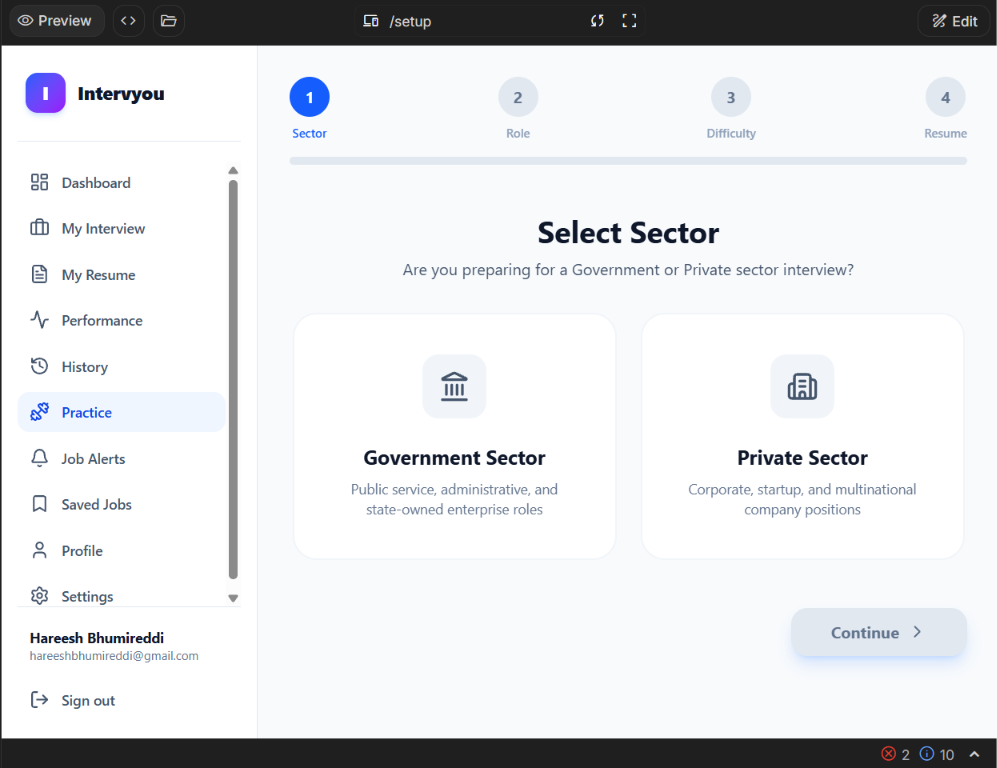 Preview
/setup
Edit
I
Intervyou
Dashboard
My Interview
My Resume
Performance
History
Practice
Job Alerts
Saved Jobs
Profile
Settings
Hareesh Bhumireddi
hareeshbhumireddi@gmail.com
Sign out
1
Sector
2
Role
3
Difficulty
4
Resume
Select Sector
Are you preparing for a Government or Private sector interview?
Government Sector
Public service, administrative, and
state-owned enterprise roles
Private Sector
Corporate, startup, and multinational
company positions
Continue
2
10